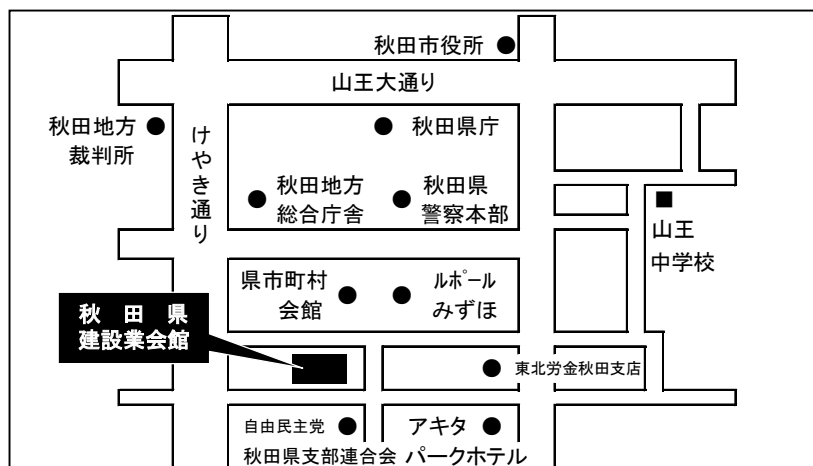 秋田市役所
山王大通り
秋田地方
裁判所
けやき通り
秋田県庁
秋田地方
総合庁舎
秋田県
警察本部
山王
中学校
県市町村
会館
ﾙﾎﾟｰﾙ
みずほ
秋田県
建設業会館
東北労金秋田支店
自由民主党
秋田県支部連合会
アキタ
パークホテル